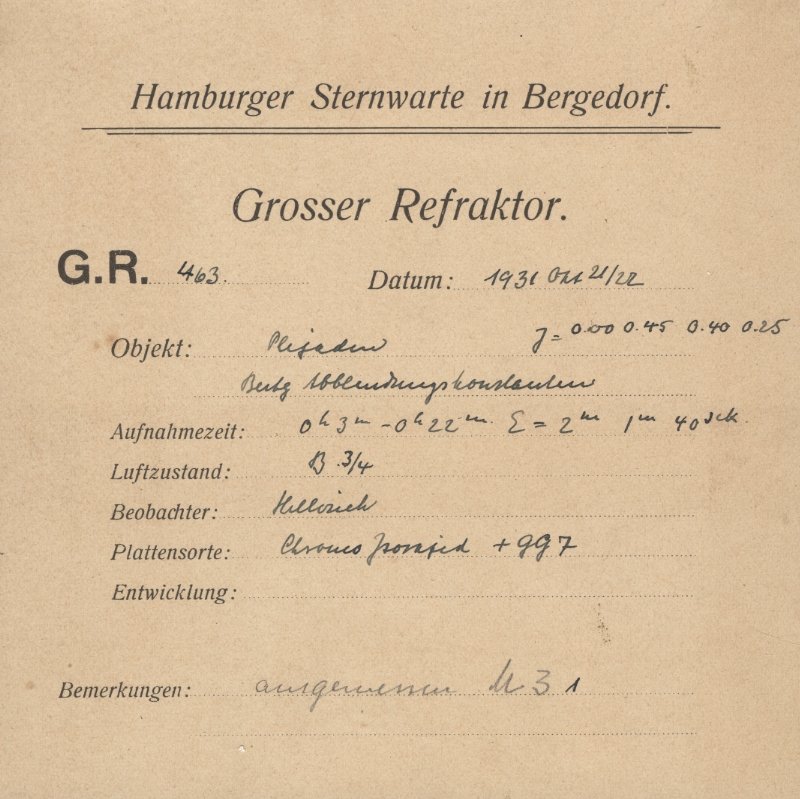 Hamburger Sternwarte in Bergedorf.
Grosser Refraktor.
G.R. 463. Datum: 1931 Okt 21/22
Objekt: Plejaden J = 0.00 0.45 0.40 0.25
Abblendungskonstanten
Aufnahmezeit: 0h 3m - 0h 22m. E = 2m 1m 40sek.
Luftzustand: B 3/4
Beobachter:
Plattensorte: Chromo + 997
Entwicklung:
Bemerkungen: ausgemessen M 3 1